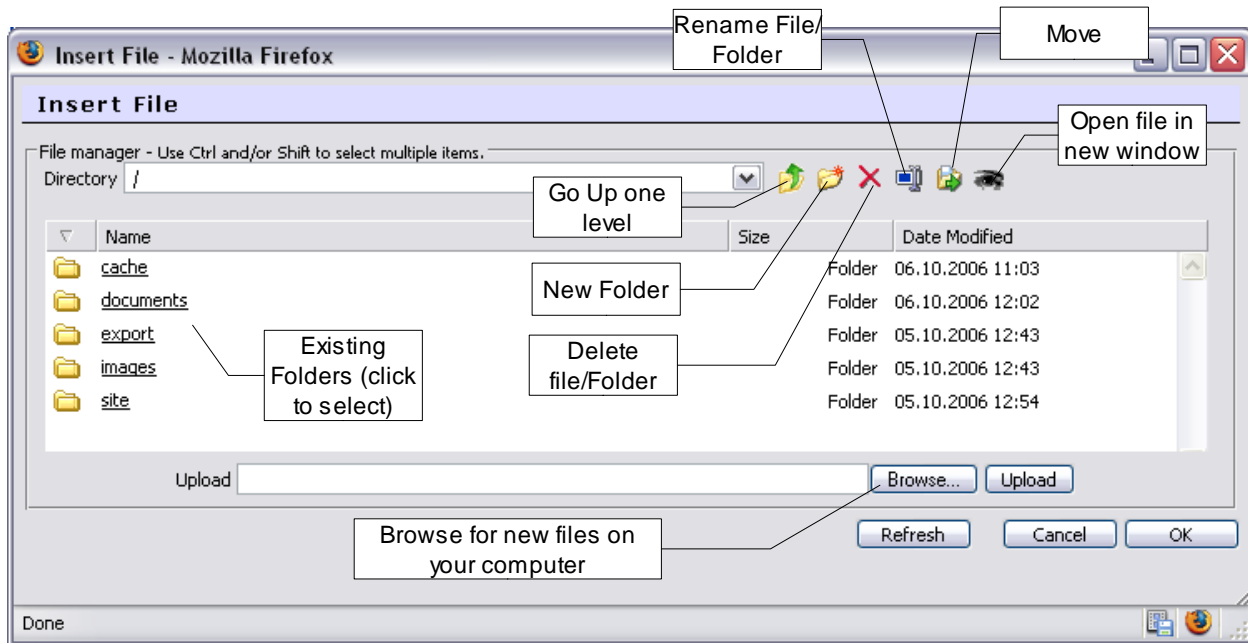 Rename File/
Folder
Move
Insert File - Mozilla Firefox
Insert File
Open file in
new window
File manager - Use Ctrl and/or Shift to select multiple items.
Directory /
Go Up one
level
Name Size Date Modified
cache Folder 06.10.2006 11:03
New Folder
documents Folder 06.10.2006 12:02
export Folder 05.10.2006 12:43
Existing
Folders (click
to select)
Delete
file/Folder
images Folder 05.10.2006 12:43
site Folder 05.10.2006 12:54
Upload Browse... Upload
Browse for new files on
your computer
Refresh Cancel OK
Done